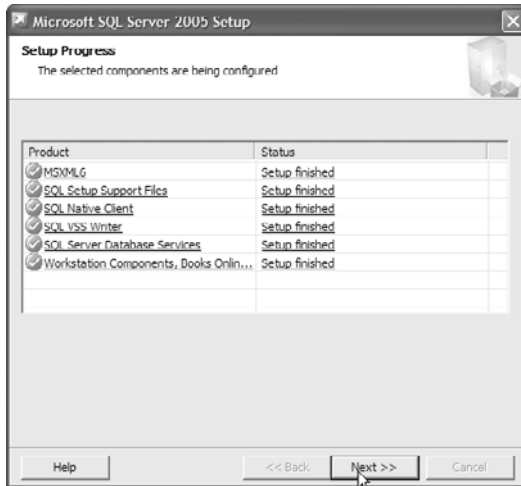 Microsoft SQL Server 2005 Setup
Setup Progress
The selected components are being configured
Product Status
MSXML6 Setup finished
SQL Setup Support Files Setup finished
SQL Native Client Setup finished
SQL VSS Writer Setup finished
SQL Server Database Services Setup finished
Workstation Components, Books Onlin... Setup finished
Help << Back Next >> Cancel